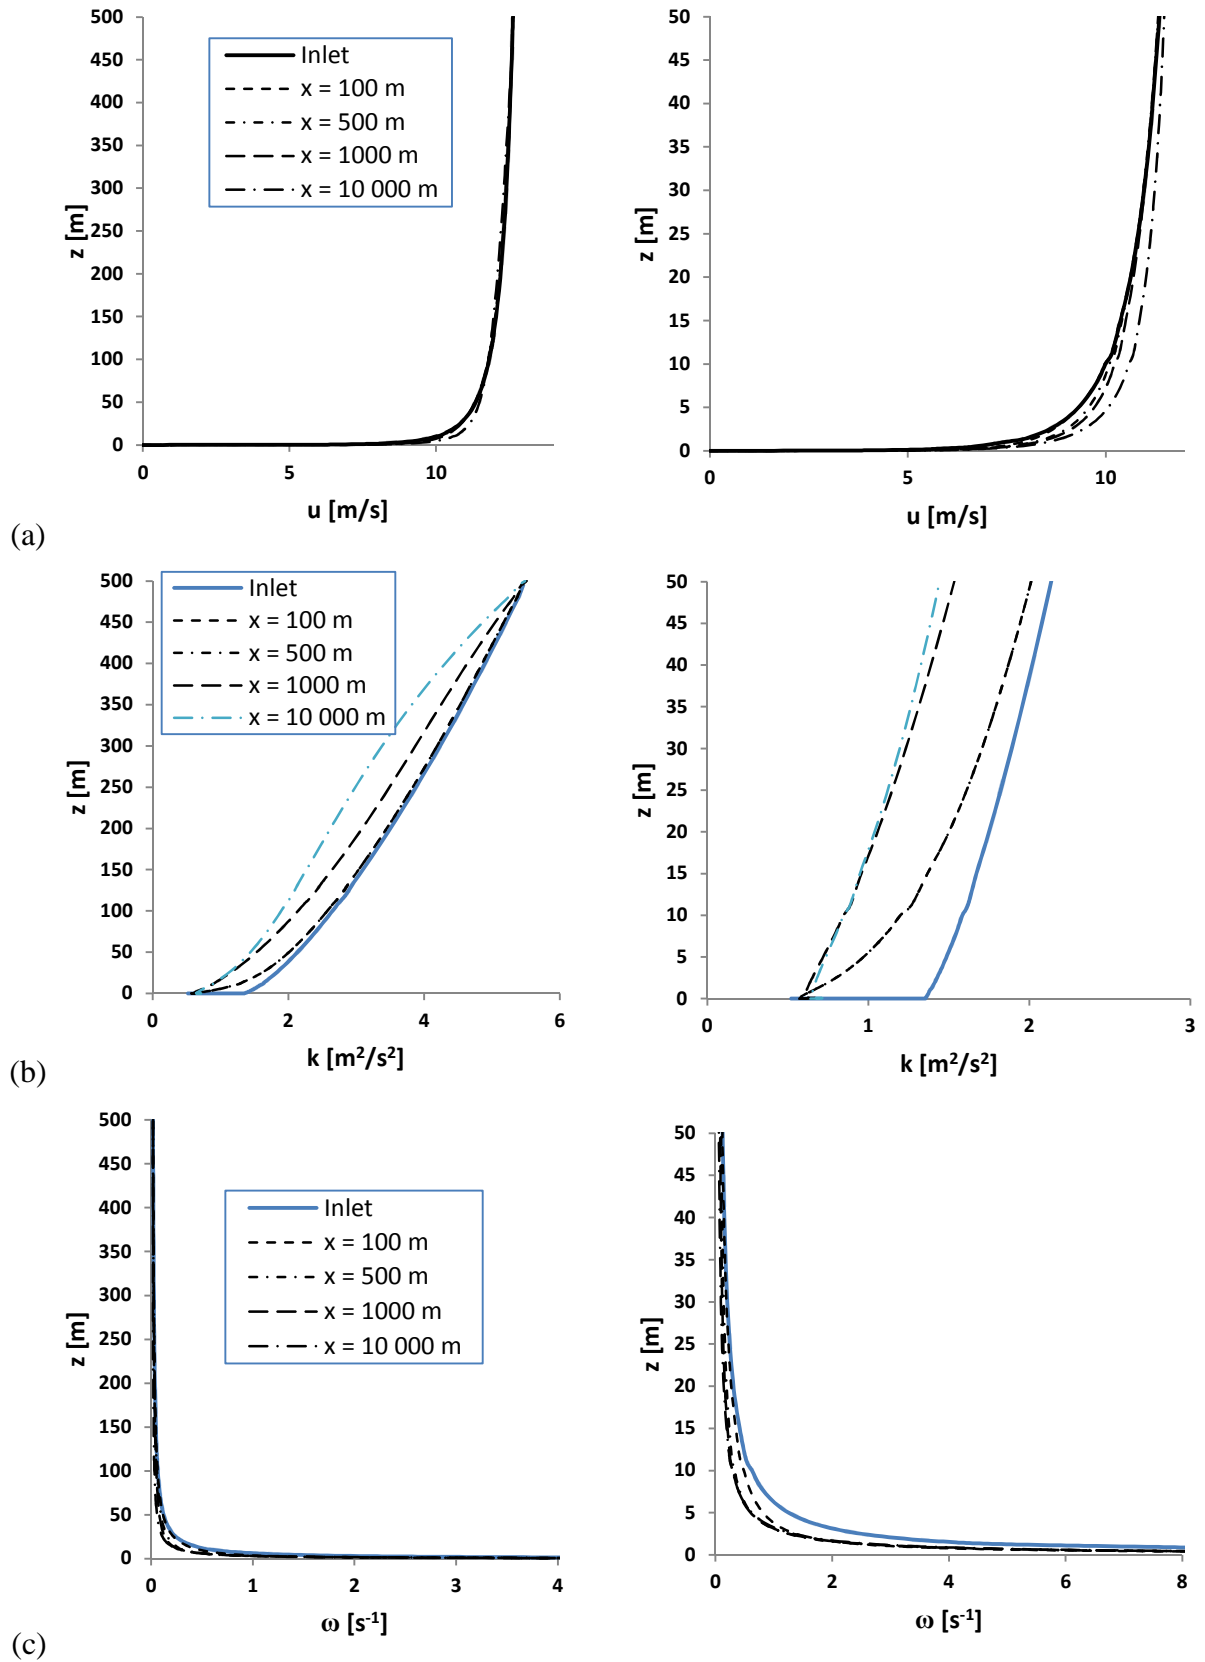 500
450
400
350
300
250
200
150
100
50
0
z [m]
Inlet
x = 100 m
x = 500 m
x = 1000 m
x = 10 000 m
0 5 10
u [m/s]
50
45
40
35
30
25
20
15
10
5
0
z [m]
0 5 10
u [m/s]
(a)
500
450
400
350
300
250
200
150
100
50
0
z [m]
Inlet
x = 100 m
x = 500 m
x = 1000 m
x = 10 000 m
0 2 4 6
k [m²/s²]
50
45
40
35
30
25
20
15
10
5
0
z [m]
0 1 2 3
k [m²/s²]
(b)
500
450
400
350
300
250
200
150
100
50
0
z [m]
Inlet
x = 100 m
x = 500 m
x = 1000 m
x = 10 000 m
0 1 2 3 4
ω [s⁻¹]
50
45
40
35
30
25
20
15
10
5
0
z [m]
0 2 4 6 8
ω [s⁻¹]
(c)